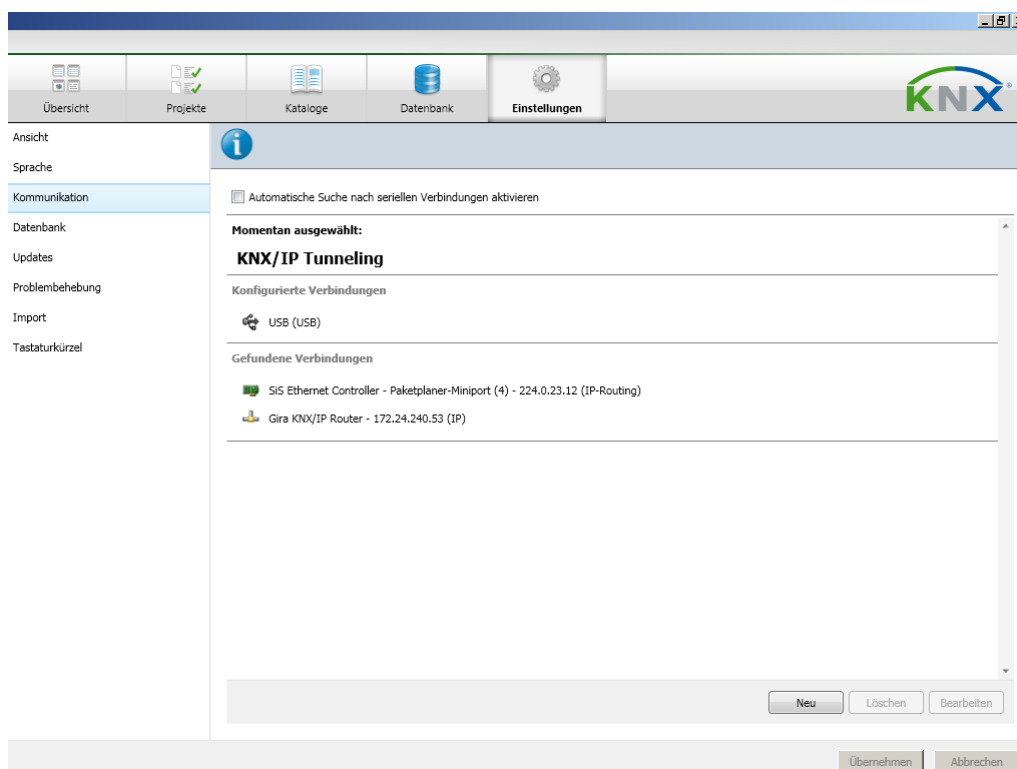 Übersicht
Projekte
Kataloge
Datenbank
Einstellungen
KNX
Ansicht
Sprache
Kommunikation
Datenbank
Updates
Problembehebung
Import
Tastaturkürzel
Automatische Suche nach seriellen Verbindungen aktivieren
Momentan ausgewählt:
KNX/IP Tunneling
Konfigurierte Verbindungen
USB (USB)
Gefundene Verbindungen
SiS Ethernet Controller - Paketplaner-Miniport (4) - 224.0.23.12 (IP-Routing)
Gira KNX/IP Router - 172.24.240.53 (IP)
Neu
Löschen
Bearbeiten
Übernehmen
Abbrechen